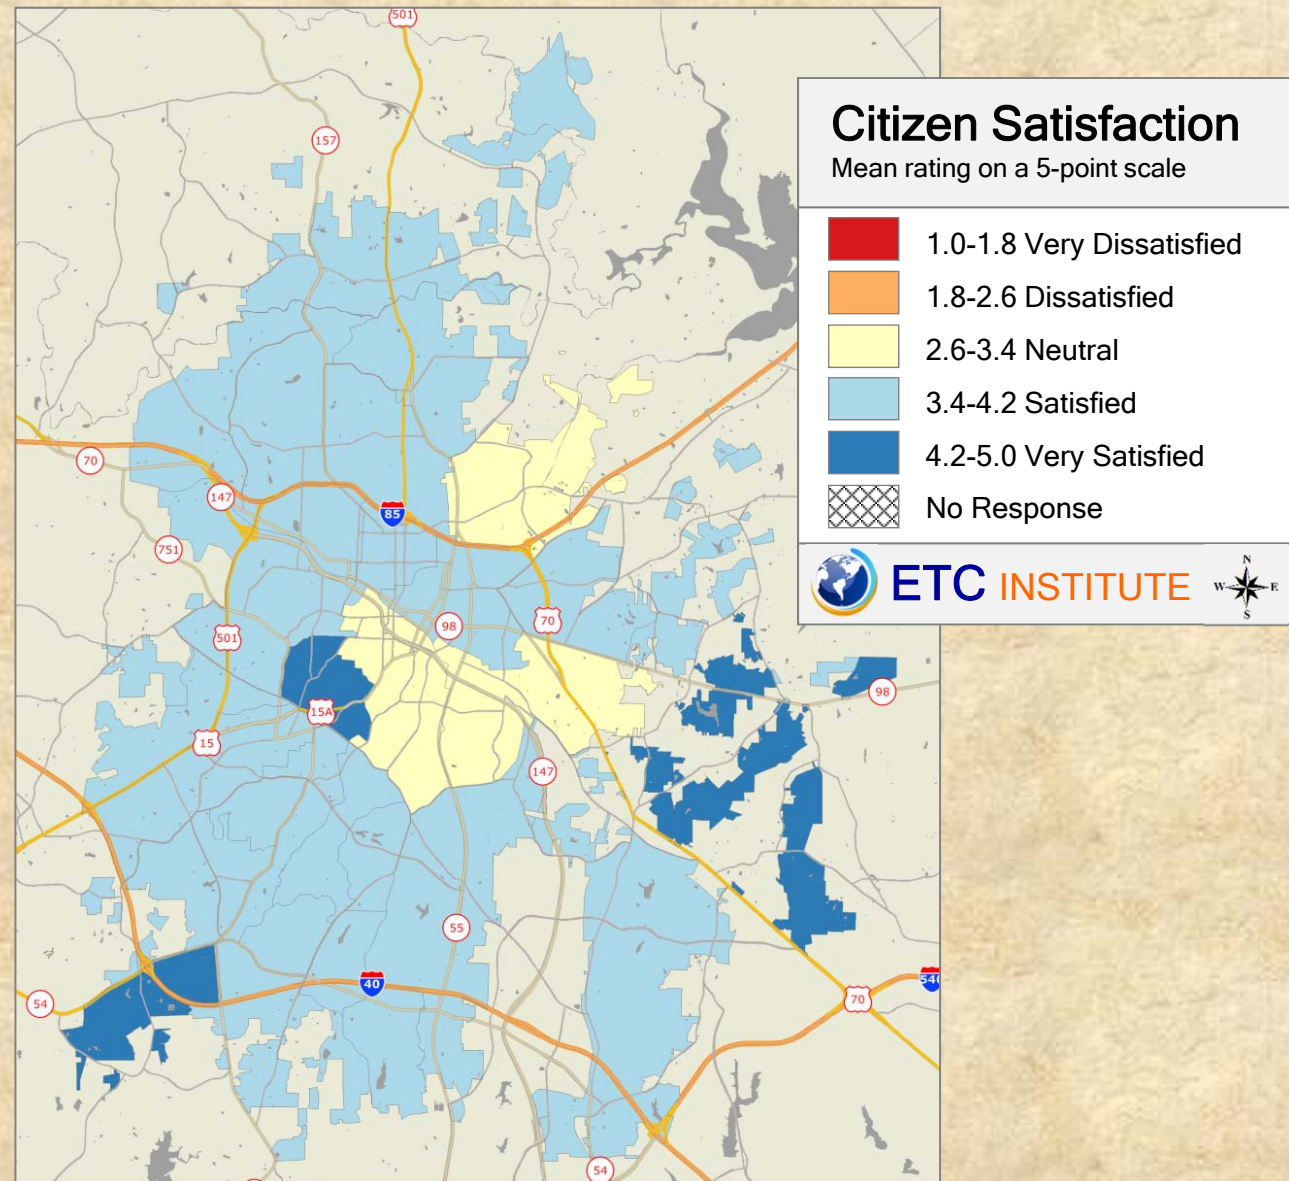 501
157
Citizen Satisfaction
Mean rating on a 5-point scale
1.0-1.8 Very Dissatisfied
1.8-2.6 Dissatisfied
2.6-3.4 Neutral
3.4-4.2 Satisfied
4.2-5.0 Very Satisfied
No Response
ETC INSTITUTE
N
W E
S
70
147
85
751
501
98
70
15A
15
98
147
55
40
54
540
70
54